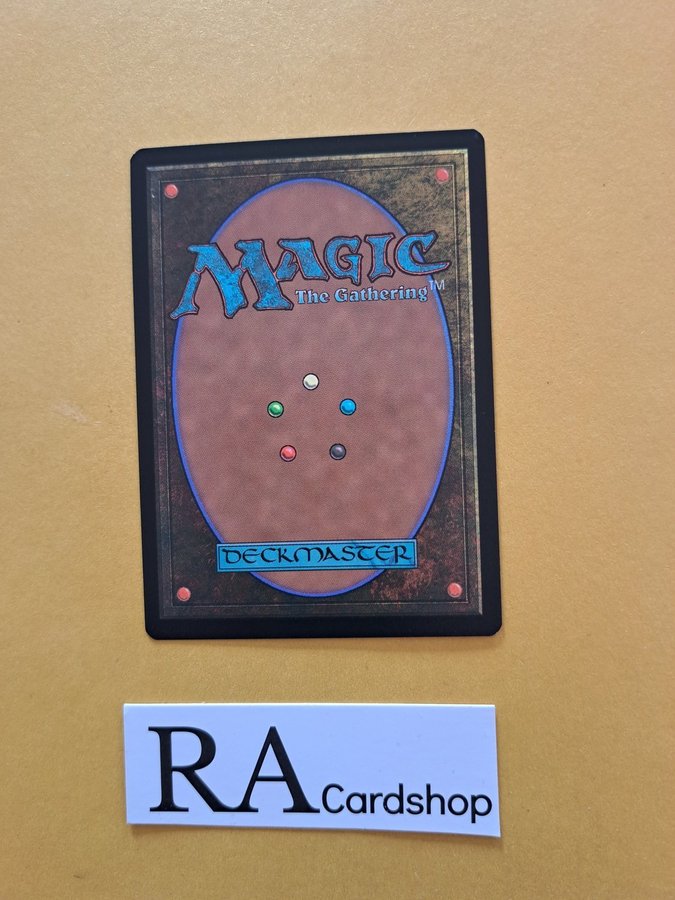 MAGIC
The Gathering™
DECKMASTER
RA Cardshop